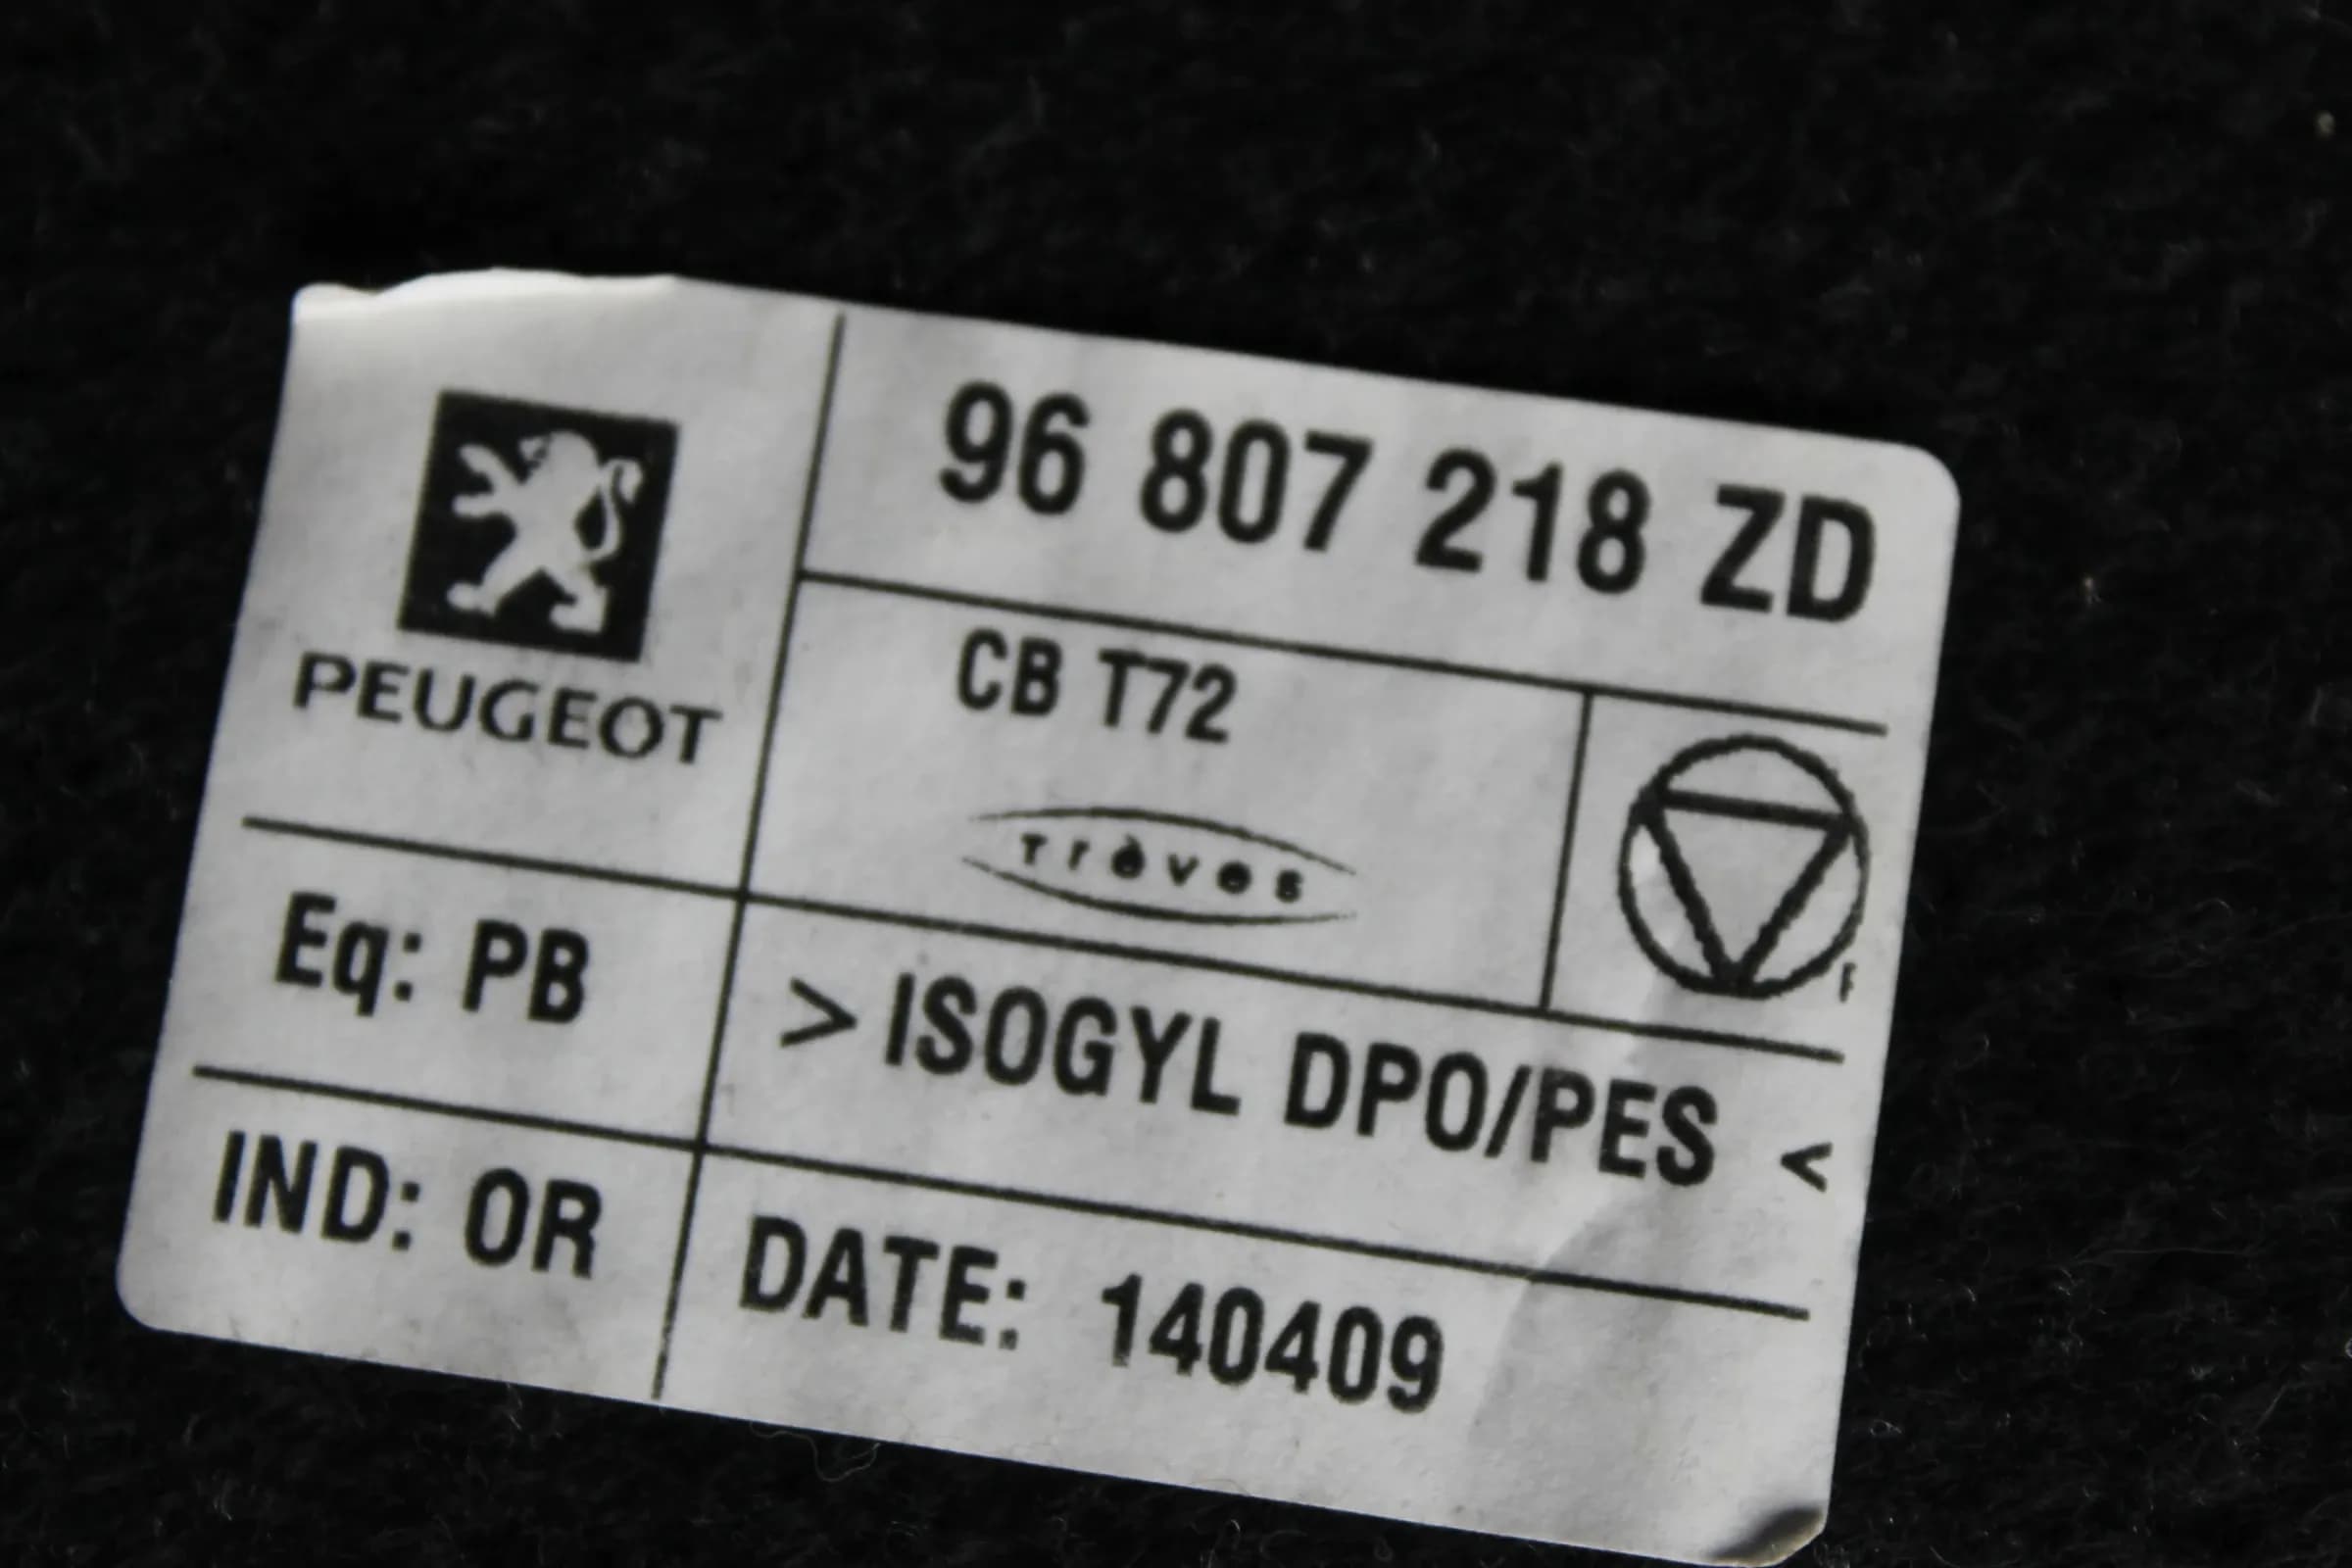 96 807 218 ZD
PEUGEOT
CB T72
Trèves
Eq: PB
> ISOGYL DPO/PES <
IND: OR
DATE: 140409